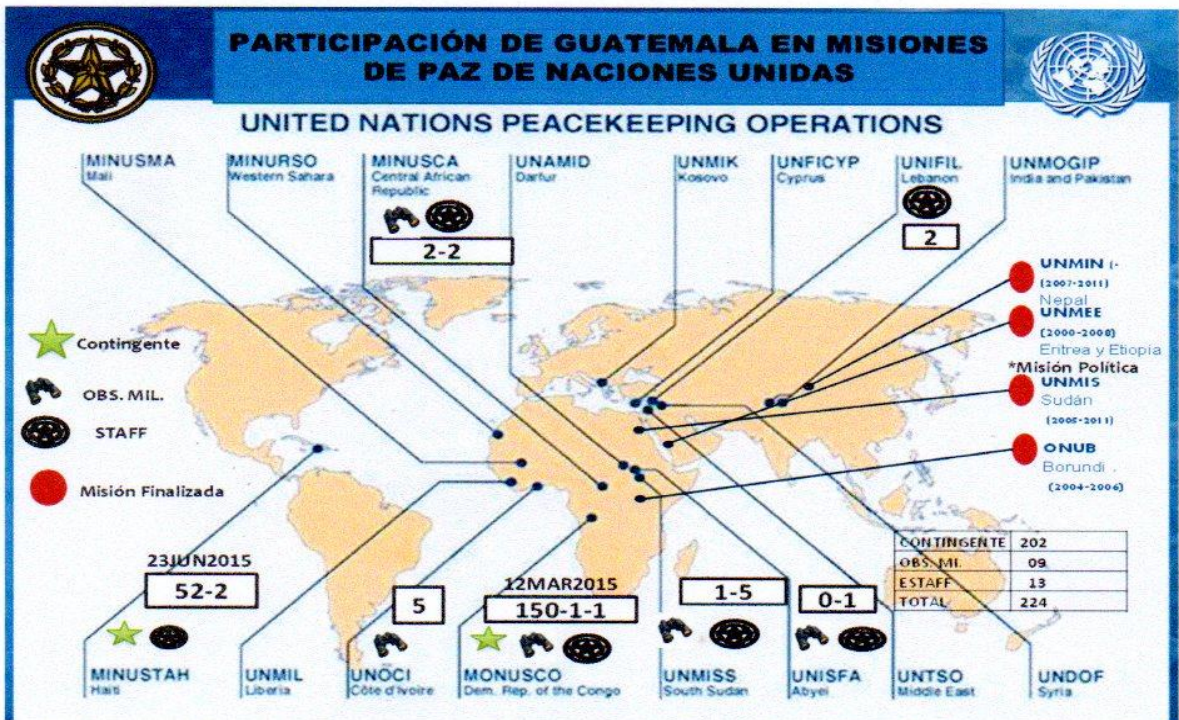 PARTICIPACIÓN DE GUATEMALA EN MISIONES
DE PAZ DE NACIONES UNIDAS
UNITED NATIONS PEACEKEEPING OPERATIONS
MINUSMA
Mali
MINURSO
Western Sahara
MINUSCA
Central African
Republic
2-2
UNAMID
Darfur
UNMIK
Kosovo
UNFICYP
Cyprus
UNIFIL
Lebanon
2
UNMOGIP
India and Pakistan
UNMIN (-
(2007-2011)
Nepal
UNMEE
(2000-2008)
Eritrea y Etiopia
*Misión Política
UNMIS
Sudán
(2005-2011)
ONUB
Borundi .
(2004-2006)
Contingente
OBS. MIL.
STAFF
Misión Finalizada
CONTINGENTE 202
OBS. MI. 09
ESTAFF 13
TOTAL 224
23JUN2015
52-2
MINUSTAH
Haiti
UNMIL
Liberia
5
UNOCI
Côte d'Ivoire
12MAR2015
150-1-1
MONUSCO
Dem. Rep. of the Congo
1-5
UNMISS
South Sudan
0-1
UNISFA
Abyei
UNTSO
Middle East
UNDOF
Syria